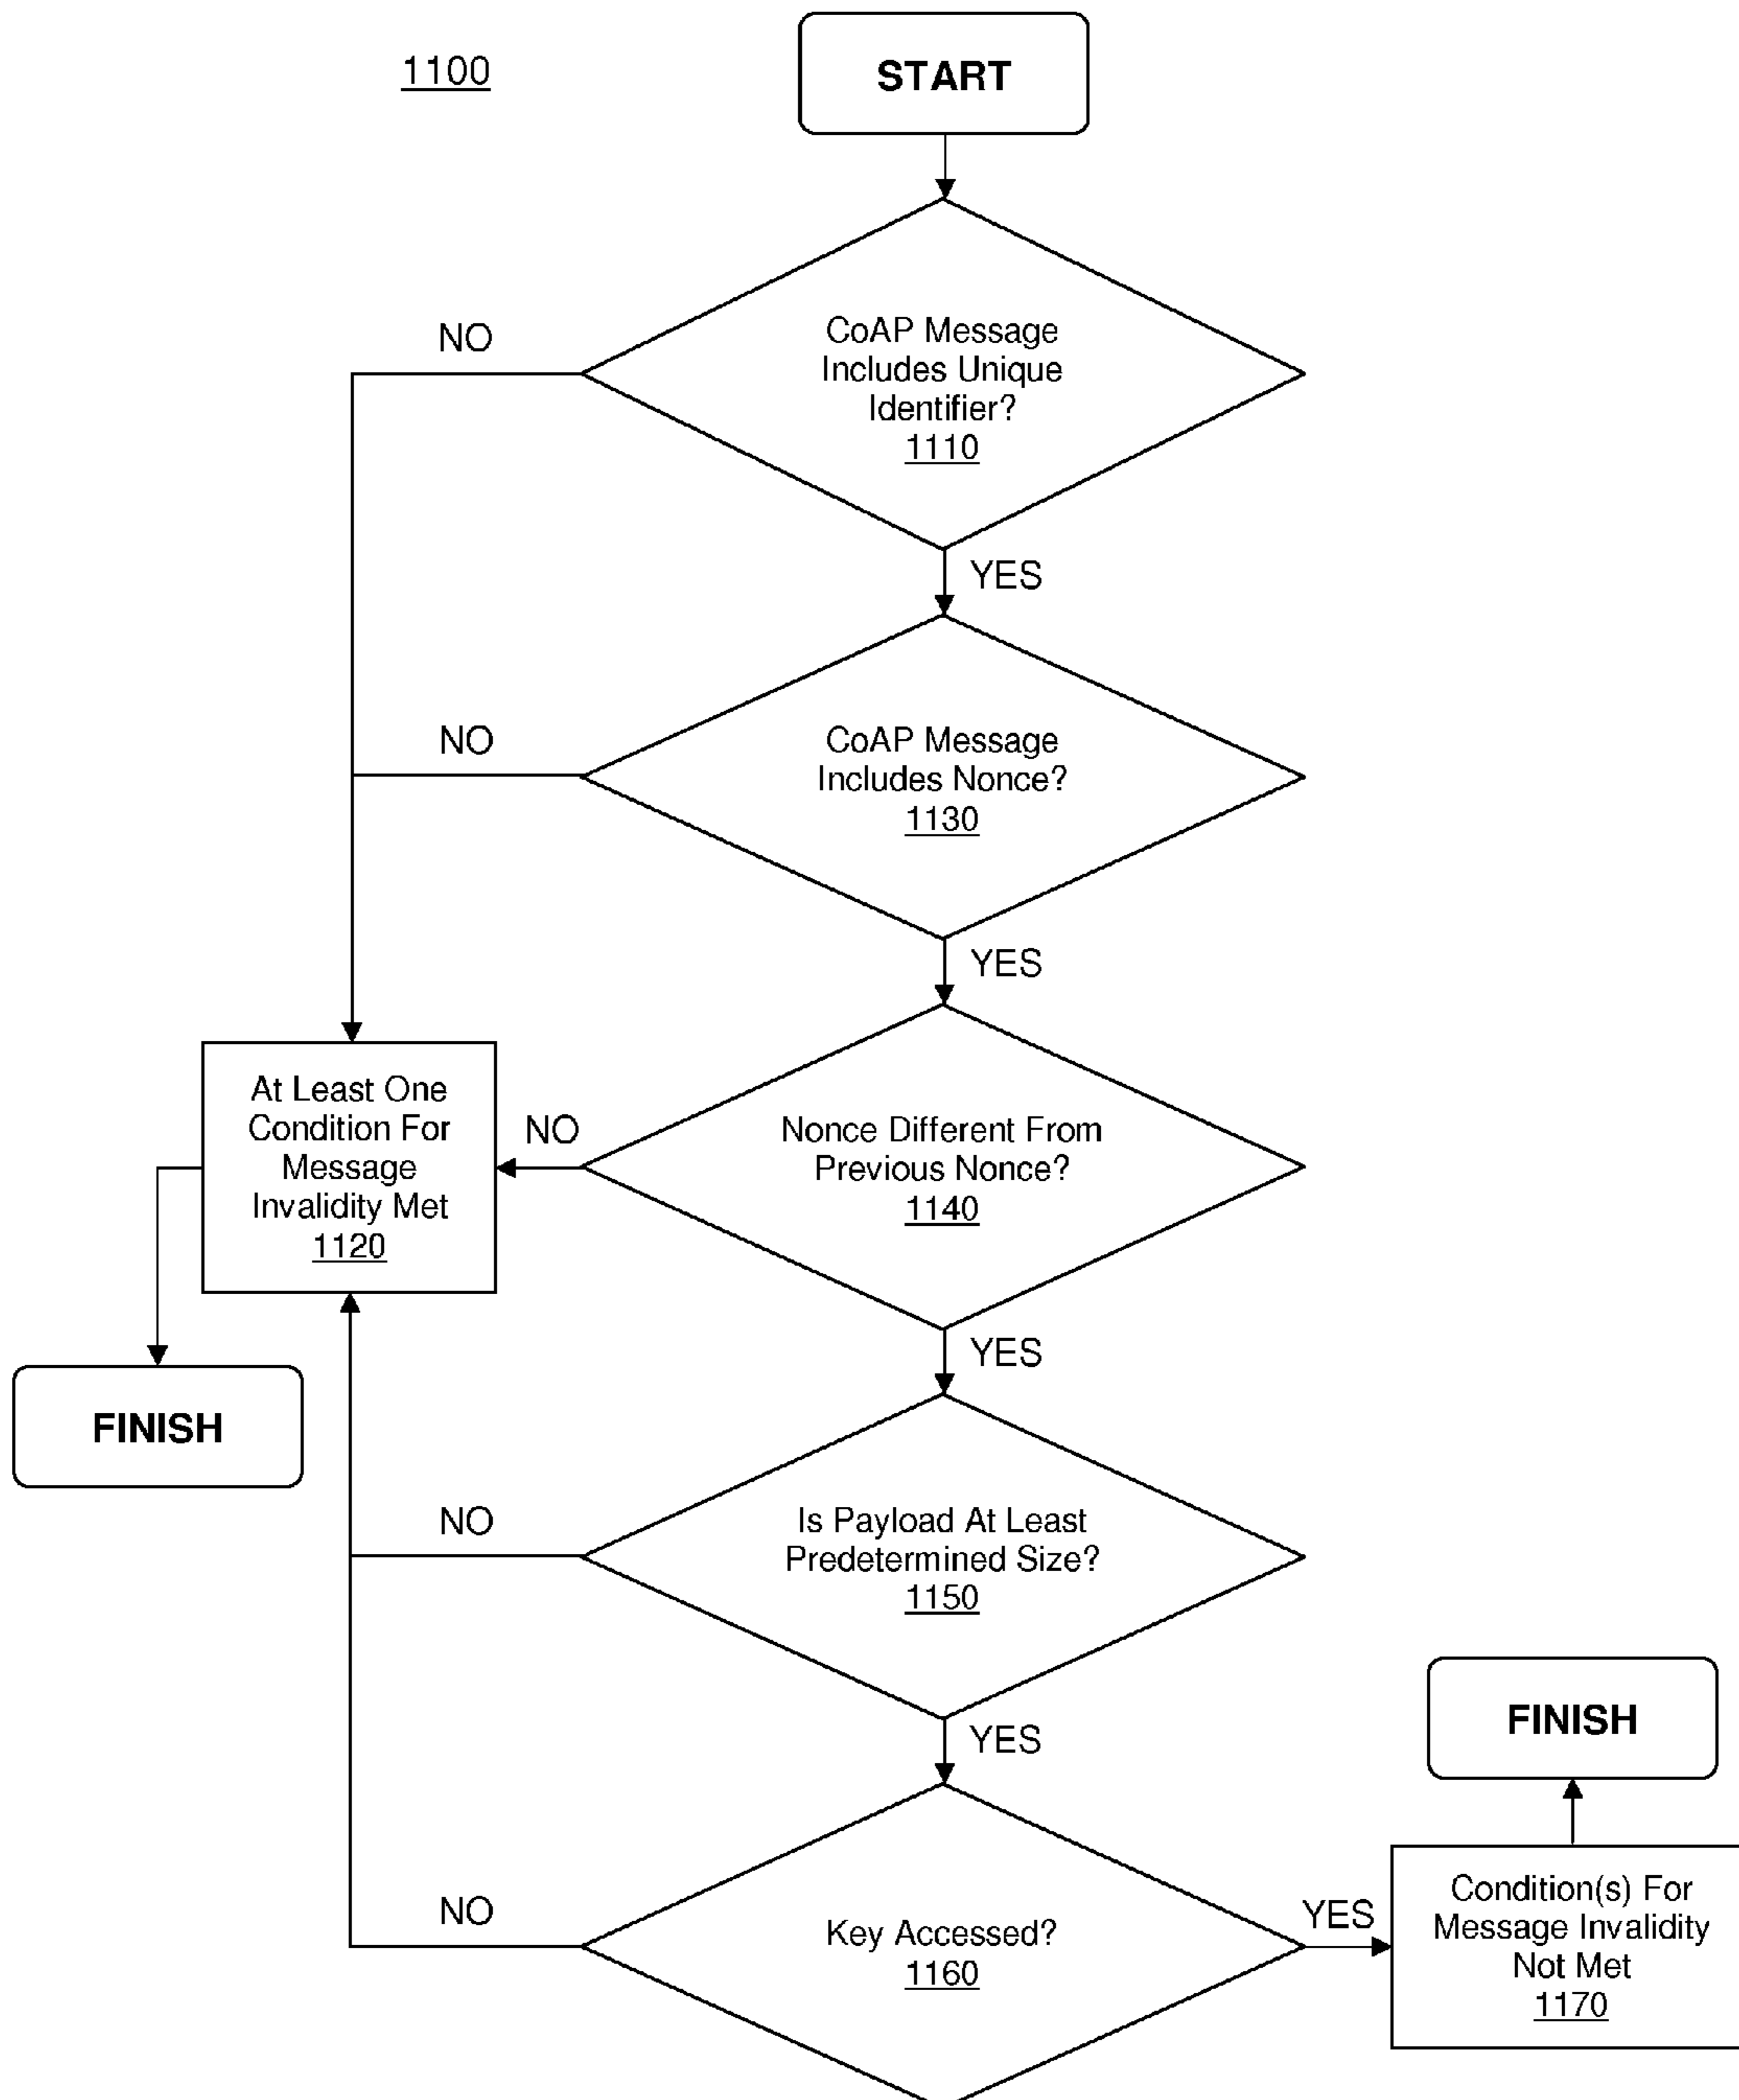 1100
START
NO
CoAP Message
Includes Unique
Identifier?
1110
YES
NO
CoAP Message
Includes Nonce?
1130
YES
At Least One
Condition For
Message
Invalidity Met
1120
NO
Nonce Different From
Previous Nonce?
1140
YES
FINISH
NO
Is Payload At Least
Predetermined Size?
1150
YES
FINISH
NO
Key Accessed?
1160
YES
Condition(s) For
Message Invalidity
Not Met
1170